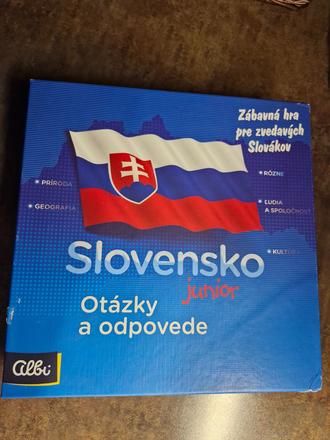 Zábavná hra
pre zvedavých
Slovákov
PRÍRODA
GEOGRAFIA
RÔZNE
ĽUDIA
A SPOLOČNOSŤ
KULTÚRA
Slovensko
junior
Otázky
a odpovede
albi